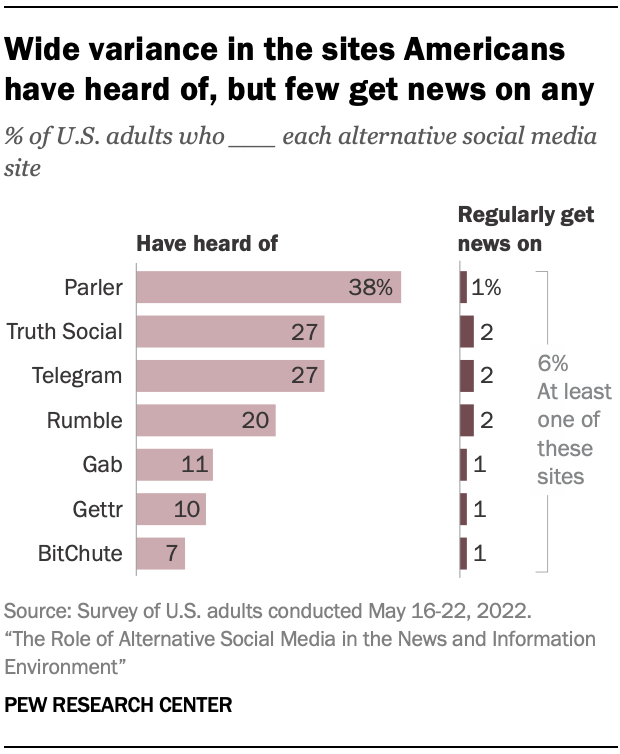 Wide variance in the sites Americans
have heard of, but few get news on any
% of U.S. adults who ___ each alternative social media
site
Have heard of
Regularly get
news on
Parler 38% 1%
Truth Social 27 2
Telegram 27 2
Rumble 20 2
Gab 11 1
Gettr 10 1
BitChute 7 1
6%
At least
one of
these
sites
Source: Survey of U.S. adults conducted May 16-22, 2022.
“The Role of Alternative Social Media in the News and Information
Environment”
PEW RESEARCH CENTER